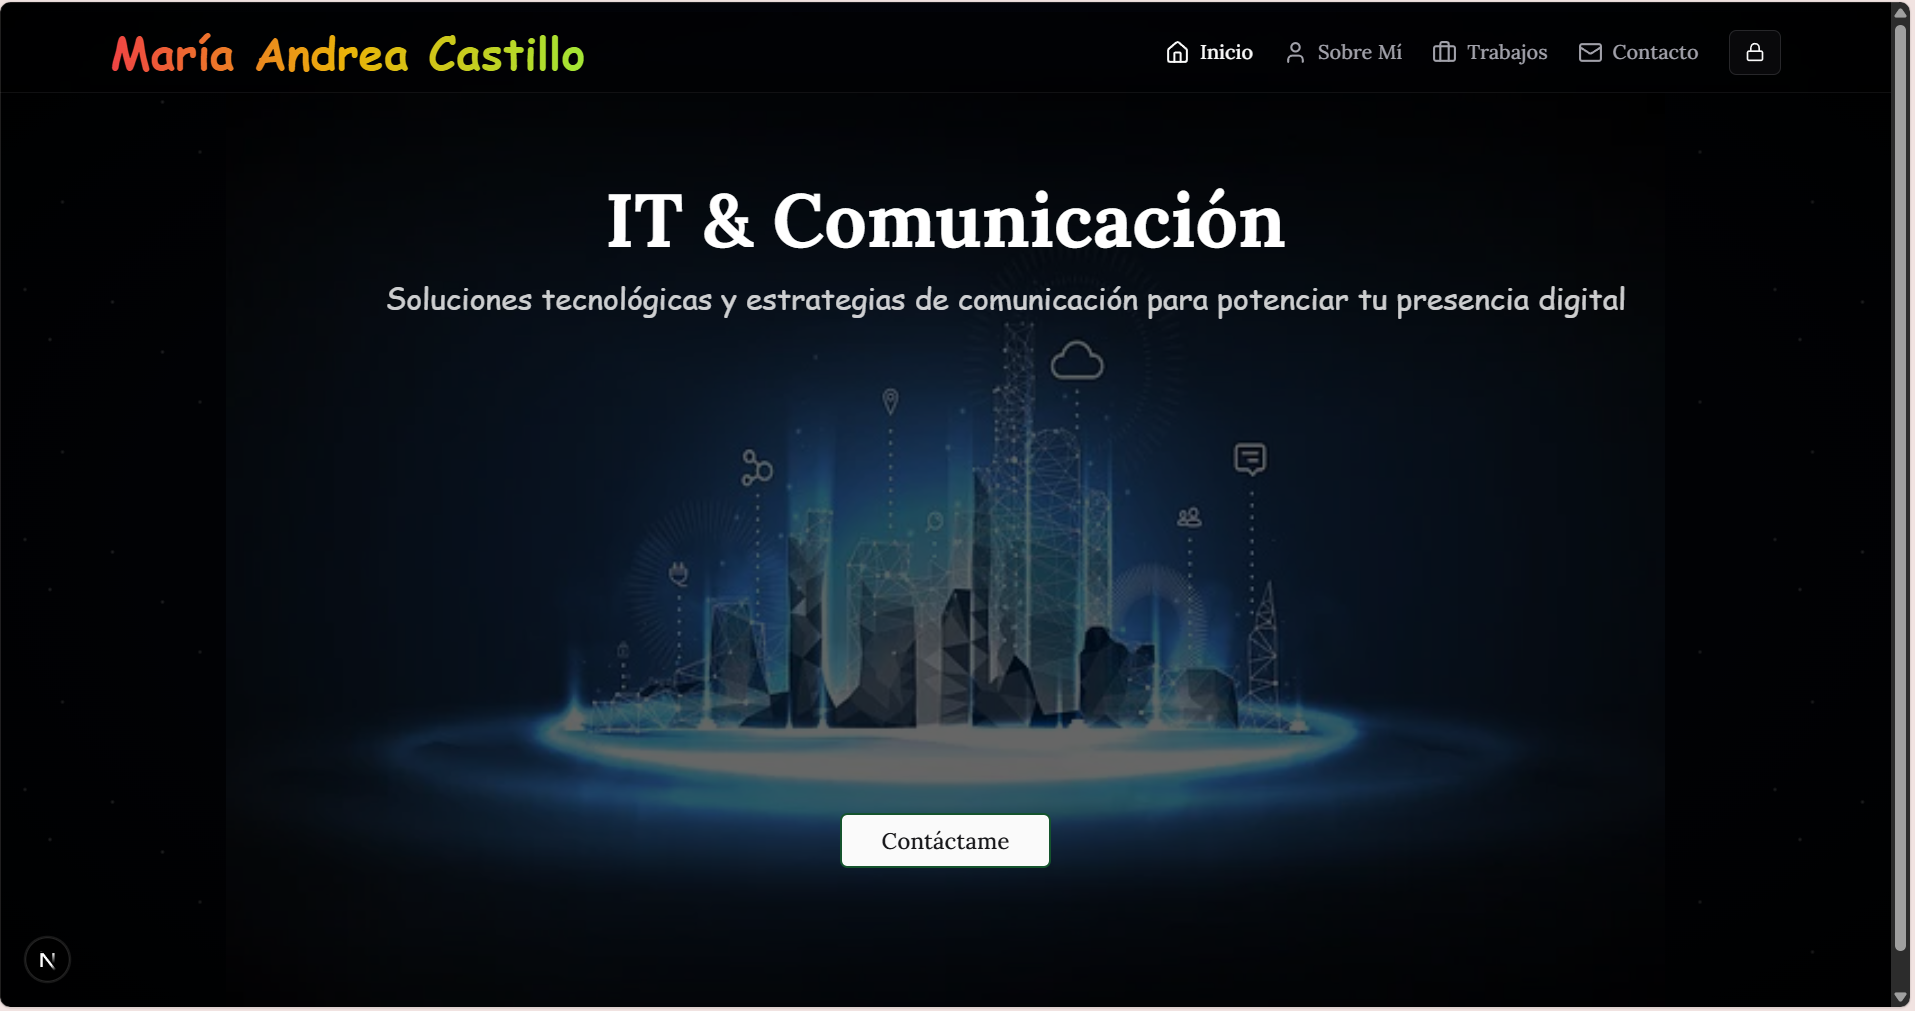 María Andrea Castillo
Inicio
Sobre Mí
Trabajos
Contacto
IT & Comunicación
Soluciones tecnológicas y estrategias de comunicación para potenciar tu presencia digital
Contáctame
N